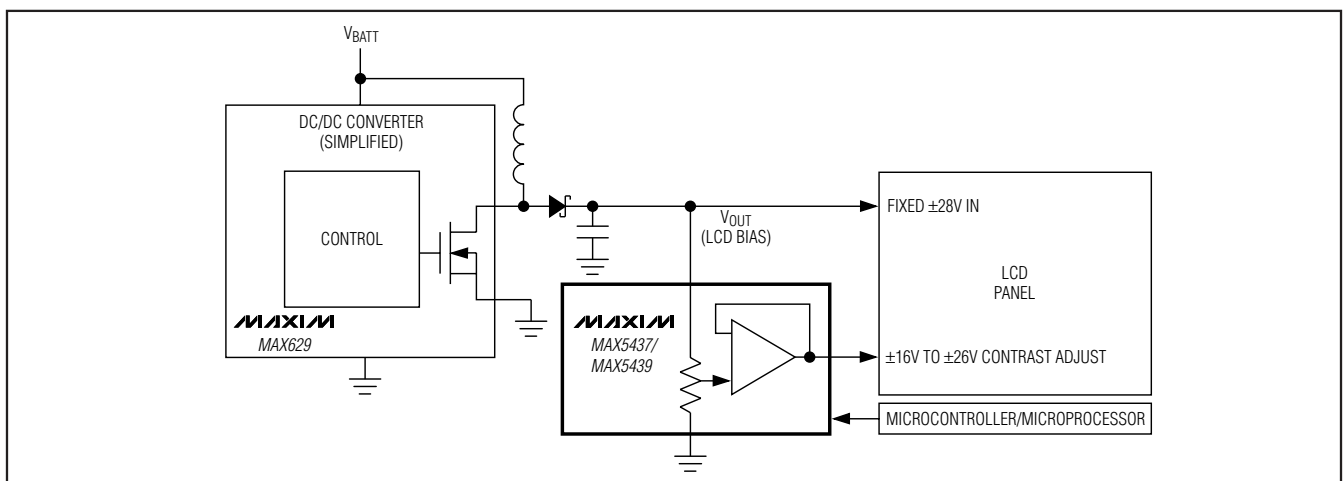 VBATT
DC/DC CONVERTER
(SIMPLIFIED)
CONTROL
MAXIM
MAX629
VOUT
(LCD BIAS)
MAXIM
MAX5437/
MAX5439
FIXED ±28V IN
LCD
PANEL
±16V TO ±26V CONTRAST ADJUST
MICROCONTROLLER/MICROPROCESSOR